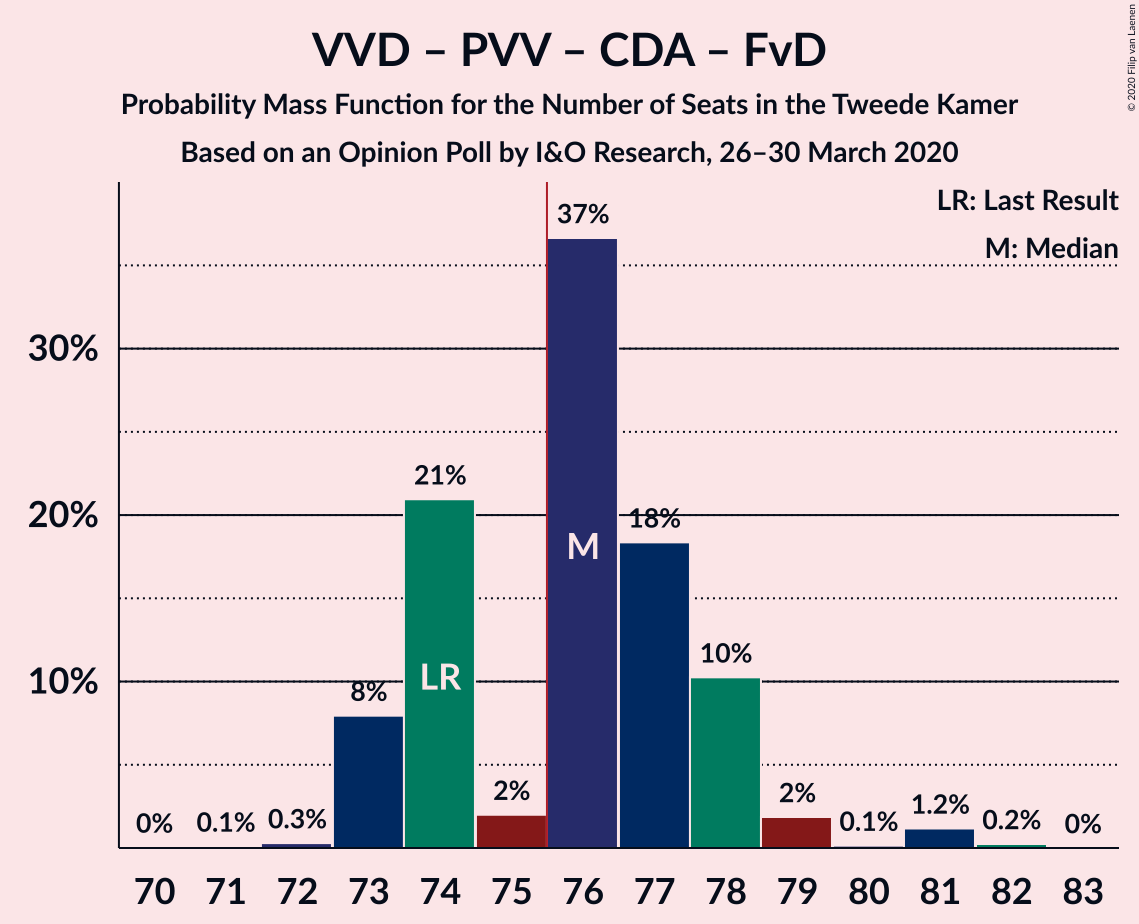 VVD – PVV – CDA – FvD
Probability Mass Function for the Number of Seats in the Tweede Kamer
Based on an Opinion Poll by I&O Research, 26–30 March 2020
© 2020 Filip van Laenen
LR: Last Result
M: Median
30%
20%
10%
0%
0.1%
0.3%
8%
21%
2%
37%
18%
10%
2%
0.1%
1.2%
0.2%
0%
LR
M
70 71 72 73 74 75 76 77 78 79 80 81 82 83